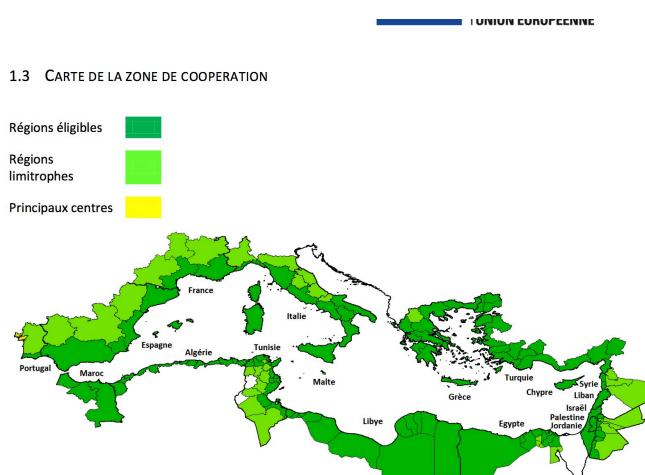 UNION EUROPÉENNE
1.3 CARTE DE LA ZONE DE COOPERATION
Régions éligibles
Régions
limitrophes
Principaux centres
France
Italie
Espagne
Algérie
Tunisie
Portugal
Maroc
Malte
Grèce
Turquie
Chypre
Syrie
Liban
Israël
Palestine
Jordanie
Libye
Egypte